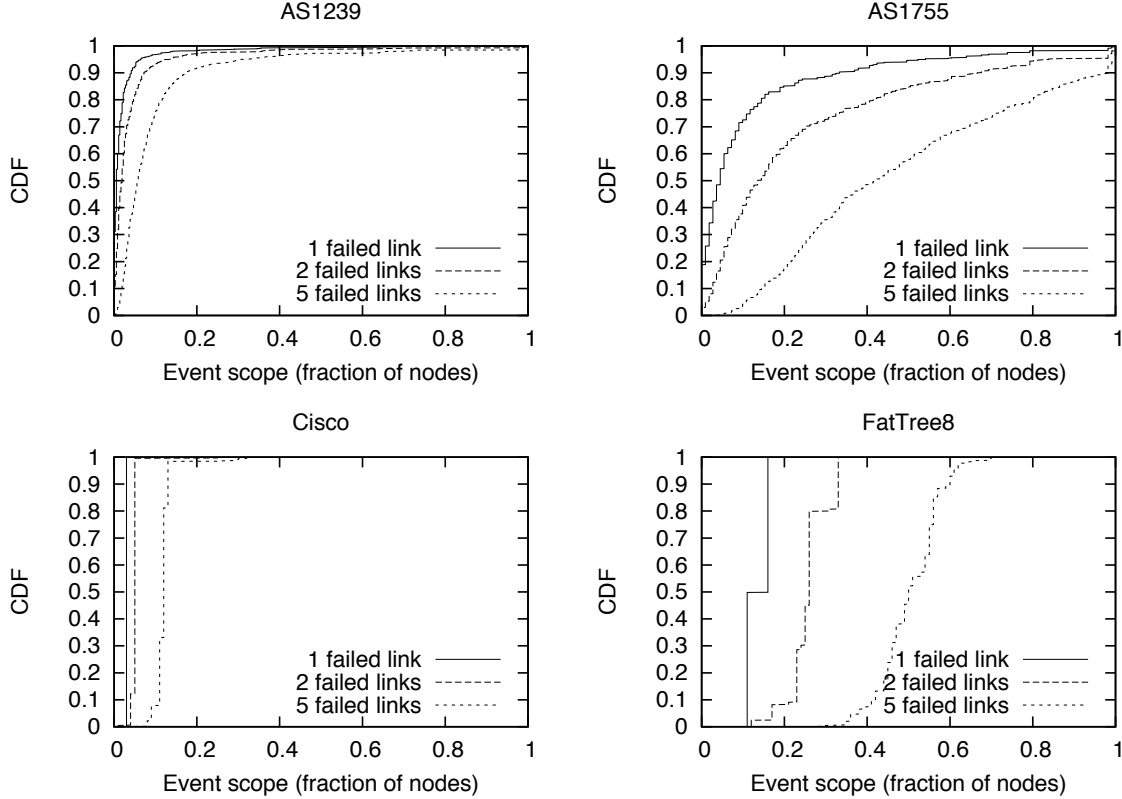 AS1239
1
0.9
0.8
0.7
0.6
0.5
0.4
0.3
0.2
0.1
0
CDF
1 failed link
2 failed links
5 failed links
0 0.2 0.4 0.6 0.8 1
Event scope (fraction of nodes)
AS1755
1
0.9
0.8
0.7
0.6
0.5
0.4
0.3
0.2
0.1
0
CDF
1 failed link
2 failed links
5 failed links
0 0.2 0.4 0.6 0.8 1
Event scope (fraction of nodes)
Cisco
1
0.9
0.8
0.7
0.6
0.5
0.4
0.3
0.2
0.1
0
CDF
1 failed link
2 failed links
5 failed links
0 0.2 0.4 0.6 0.8 1
Event scope (fraction of nodes)
FatTree8
1
0.9
0.8
0.7
0.6
0.5
0.4
0.3
0.2
0.1
0
CDF
1 failed link
2 failed links
5 failed links
0 0.2 0.4 0.6 0.8 1
Event scope (fraction of nodes)